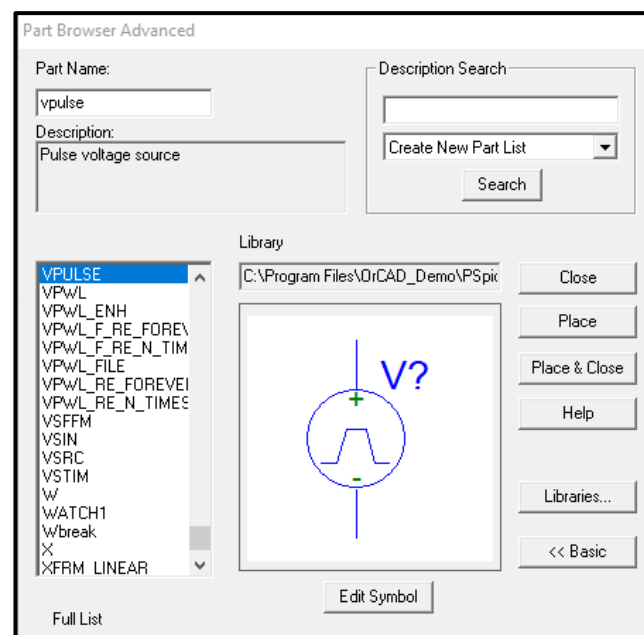 Part Browser Advanced
Part Name:
vpulse
Description:
Pulse voltage source
Description Search
Create New Part List
Search
Library
C:\Program Files\OrCAD_Demo\PSpic
VPULSE
VPWL
VPWL_ENH
VPWL_F_RE_FOREV
VPWL_F_RE_N_TIM
VPWL_FILE
VPWL_RE_FOREVE
VPWL_RE_N_TIMES
VSFFM
VSIN
VSRC
VSTIM
W
WATCH1
Wbreak
X
XFRM_LINEAR
Full List
V?
+
-
Edit Symbol
Close
Place
Place & Close
Help
Libraries...
<< Basic